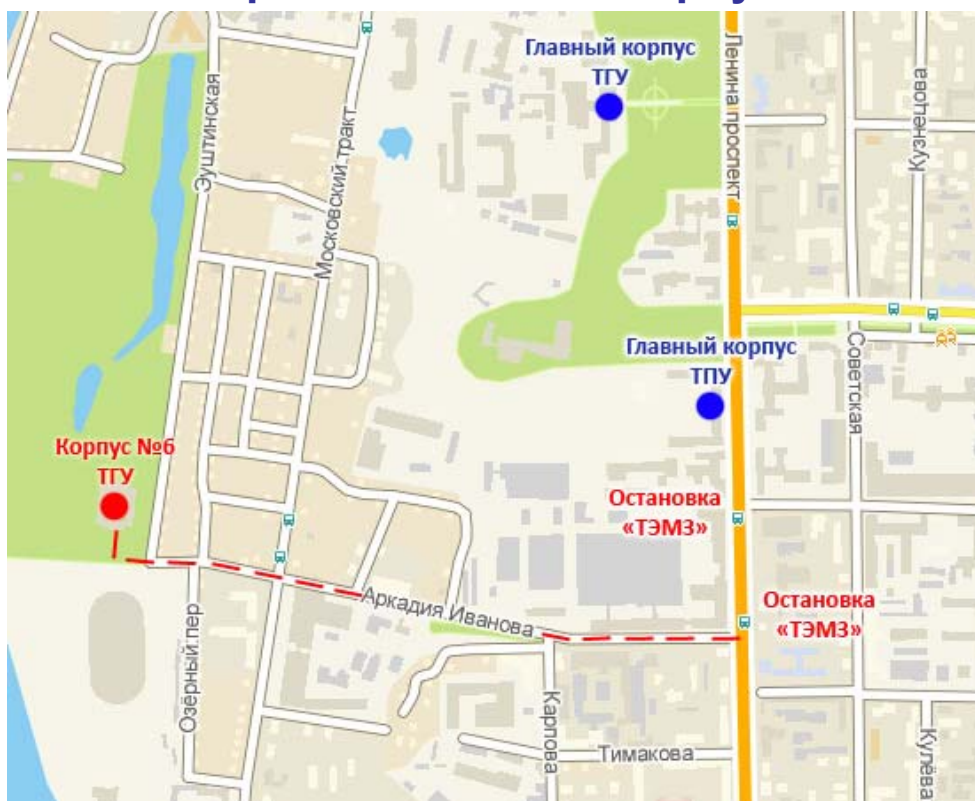 Главный корпус
ТГУ
Ленина проспект
Кузнецова
Эуштинская
Московский тракт
Главный корпус
ТПУ
Советская
Корпус №6
ТГУ
Остановка
«ТЭМЗ»
Аркадия Иванова
Остановка
«ТЭМЗ»
Озёрный пер
Карпова
Тимакова
Кулёва